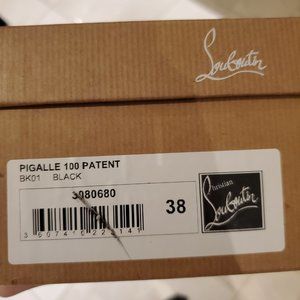 Louboutin
PIGALLE 100 PATENT
BK01 BLACK
3080680
38
Christian
Louboutin